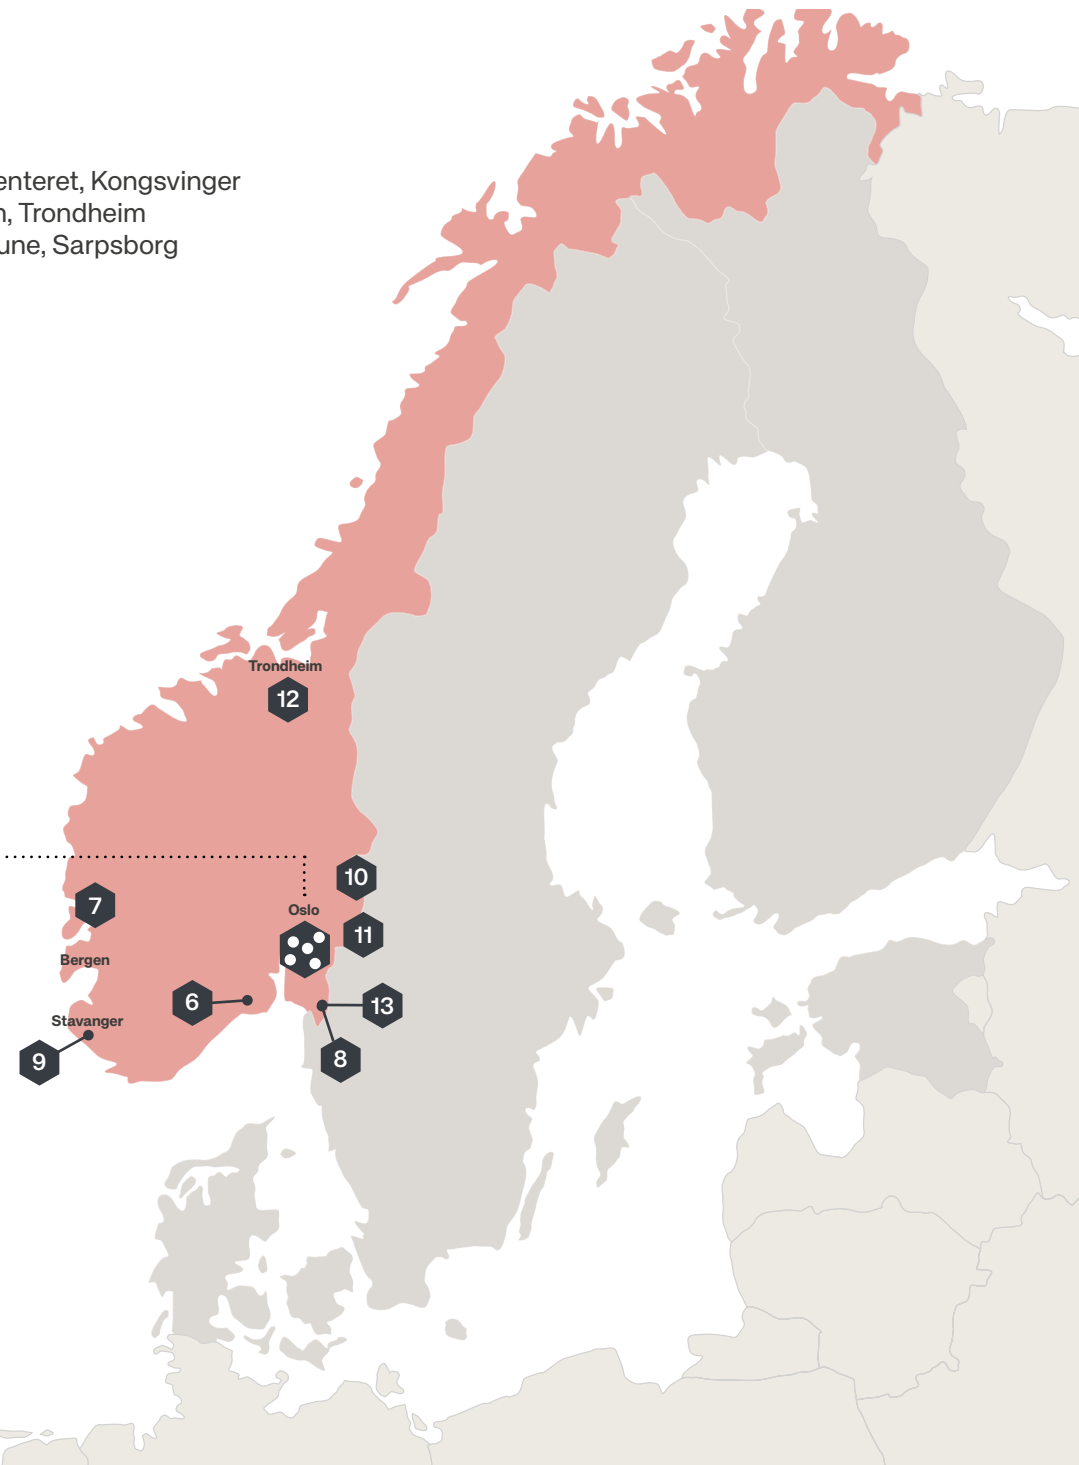 enteret, Kongsvinger
n, Trondheim
une, Sarpsborg
Trondheim
12
10
7
Oslo
11
Bergen
6
13
Stavanger
9
8